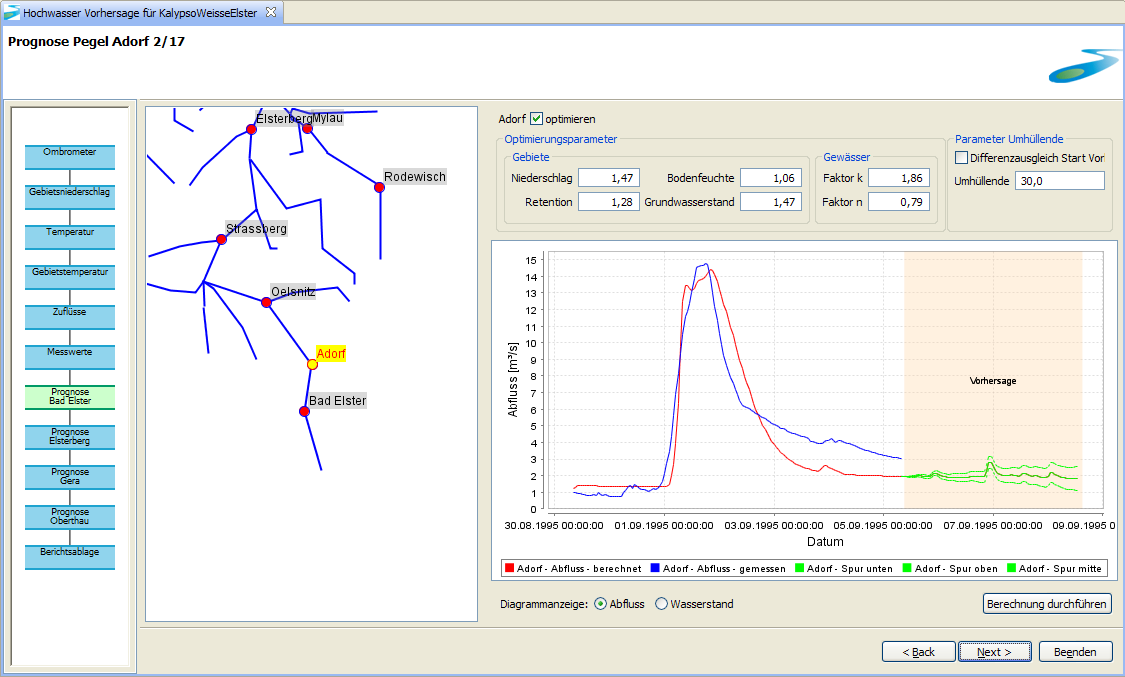 Hochwasser Vorhersage für KalypsoWeisseElster
Prognose Pegel Adorf 2/17
Ombrometer
Gebietsniederschlag
Temperatur
Gebietstemperatur
Zuflüsse
Messwerte
Prognose
Bad Elster
Prognose
Elsterberg
Prognose
Gera
Prognose
Oberthau
Berichtsablage
Elsterberg
Mylau
Rodewisch
Strassberg
Oelsnitz
Adorf
Bad Elster
Adorf optimieren
Optimierungsparameter
Gebiete
Niederschlag 1,47 Bodenfeuchte 1,06
Retention 1,28 Grundwasserstand 1,47
Gewässer
Faktor k 1,86
Faktor n 0,79
Parameter Umhüllende
Differenzausgleich Start Vor
Umhüllende 30,0
Abfluss [m³/s]
15
14
13
12
11
10
9
8
7
6
5
4
3
2
1
0
Vorhersage
30.08.1995 00:00:00 01.09.1995 00:00:00 03.09.1995 00:00:00 05.09.1995 00:00:00 07.09.1995 00:00:00 09.09.1995 0
Datum
Adorf - Abfluss - berechnet Adorf - Abfluss - gemessen Adorf - Spur unten Adorf - Spur oben Adorf - Spur mitte
Diagrammanzeige: Abfluss Wasserstand
Berechnung durchführen
< Back Next > Beenden